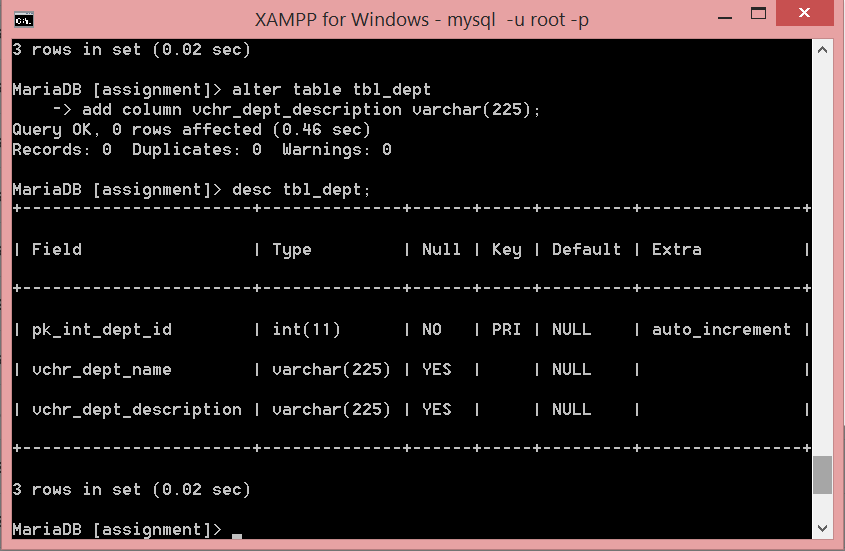 XAMPP for Windows - mysql  -u root -p
3 rows in set (0.02 sec)
MariaDB [assignment]> alter table tbl_dept
    -> add column vchr_dept_description varchar(225);
Query OK, 0 rows affected (0.46 sec)
Records: 0  Duplicates: 0  Warnings: 0
MariaDB [assignment]> desc tbl_dept;
+-----------------------+--------------+------+-----+---------+----------------+
| Field                 | Type         | Null | Key | Default | Extra          |
+-----------------------+--------------+------+-----+---------+----------------+
| pk_int_dept_id        | int(11)      | NO   | PRI | NULL    | auto_increment |
| vchr_dept_name        | varchar(225) | YES  |     | NULL    |                |
| vchr_dept_description | varchar(225) | YES  |     | NULL    |                |
+-----------------------+--------------+------+-----+---------+----------------+
3 rows in set (0.02 sec)
MariaDB [assignment]> _